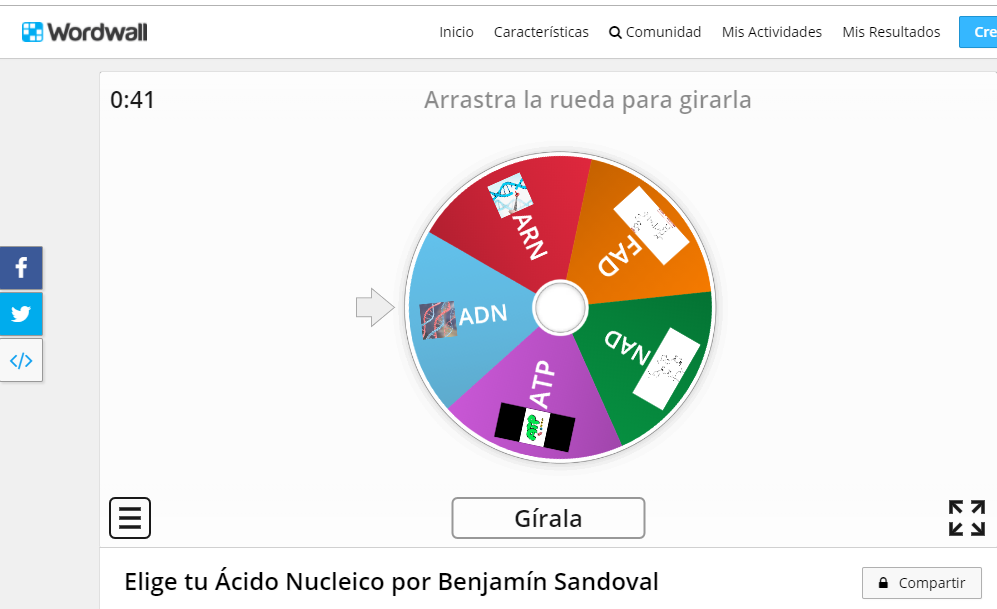 Wordwall
Inicio Características Comunidad Mis Actividades Mis Resultados Cre
0:41
Arrastra la rueda para girarla
ARN
FAD
ADN
NAD
ATP
ATP
Gírala
Elige tu Ácido Nucleico por Benjamín Sandoval
Compartir